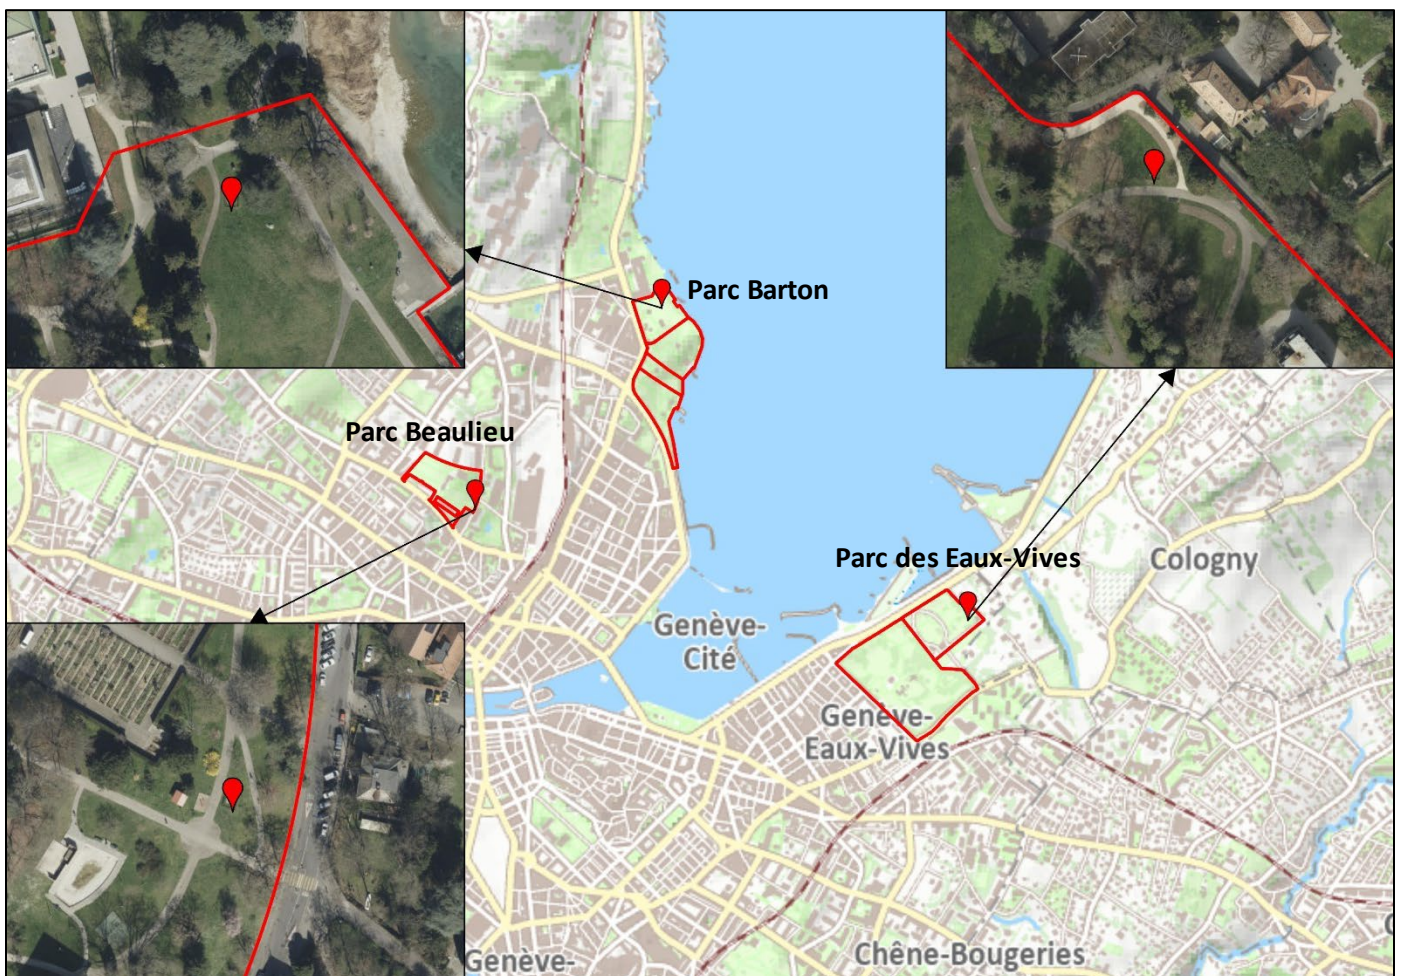 Parc Barton
Parc Beaulieu
Parc des Eaux-Vives
Cologny
Genève-
Cité
Genève-
Eaux-Vives
Chêne-Bougeries
Genève-